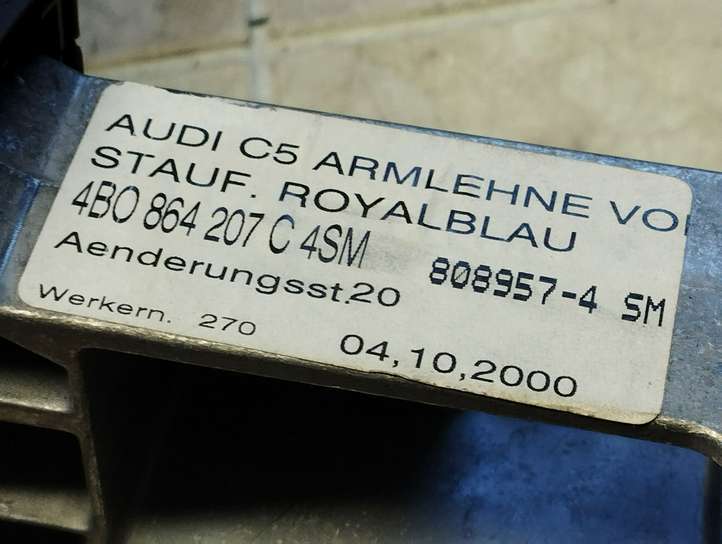 AUDI C5 ARMLEHNE VO
STAUF. ROYALBLAU
4BO 864 207 C 4SM
Aenderungsst.20 808957-4 SM
Werkern. 270 04,10,2000